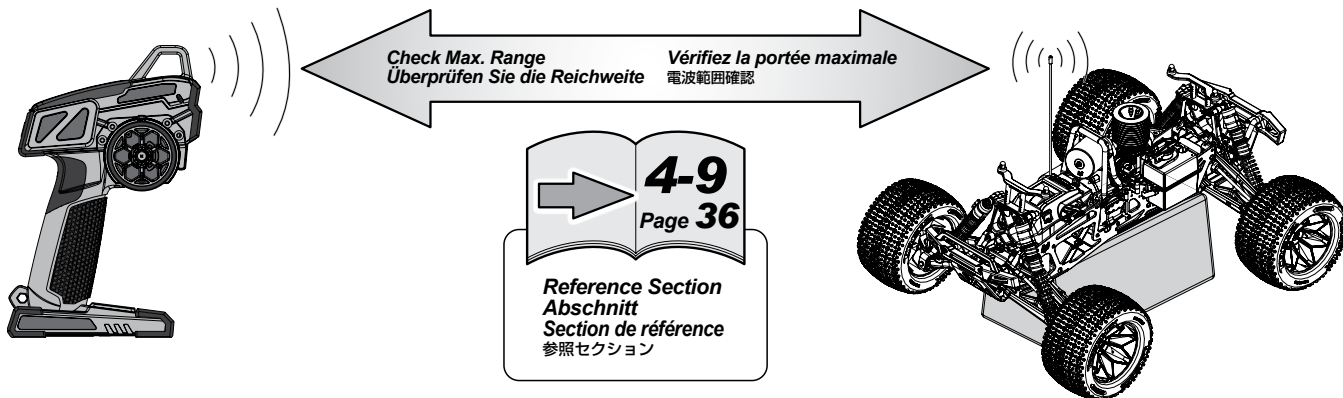 Check Max. Range
Überprüfen Sie die Reichweite
Vérifiez la portée maximale
電波範囲確認
4-9
Page 36
Reference Section
Abschnitt
Section de référence
参照セクション